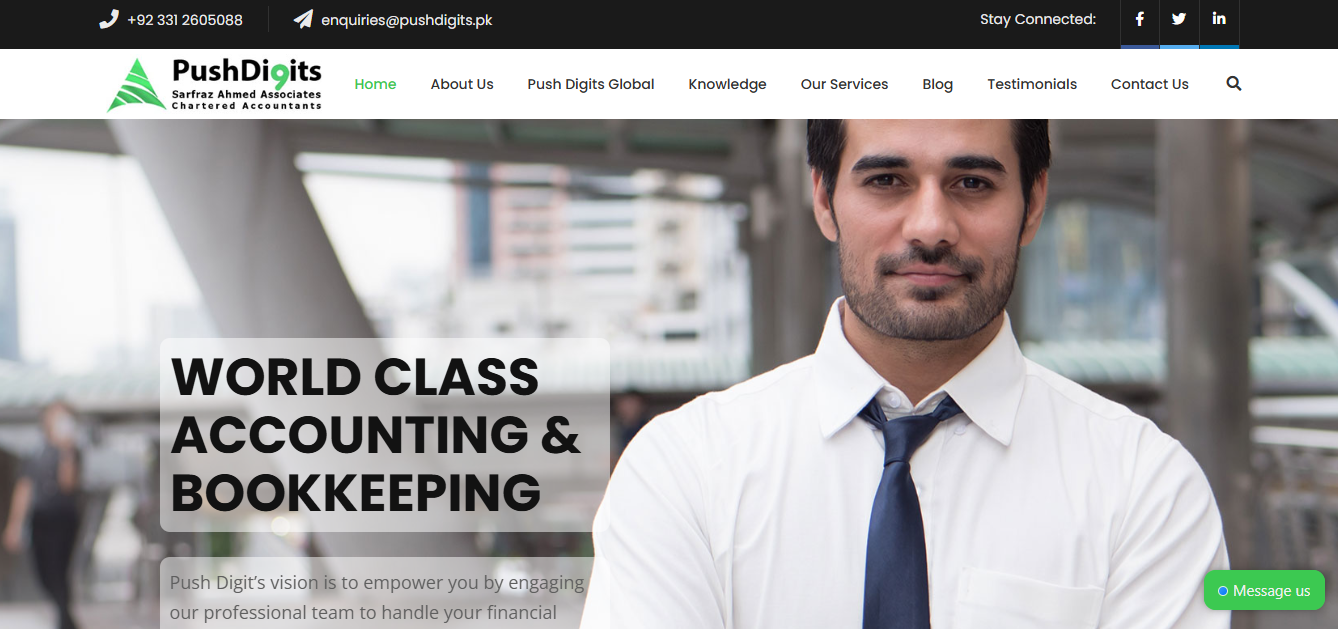 +92 331 2605088
enquiries@pushdigits.pk
Stay Connected:
PushDigits
Sarfraz Ahmed Associates
Chartered Accountants
Home
About Us
Push Digits Global
Knowledge
Our Services
Blog
Testimonials
Contact Us
WORLD CLASS
ACCOUNTING &
BOOKKEEPING
Push Digit’s vision is to empower you by engaging
our professional team to handle your financial
Message us